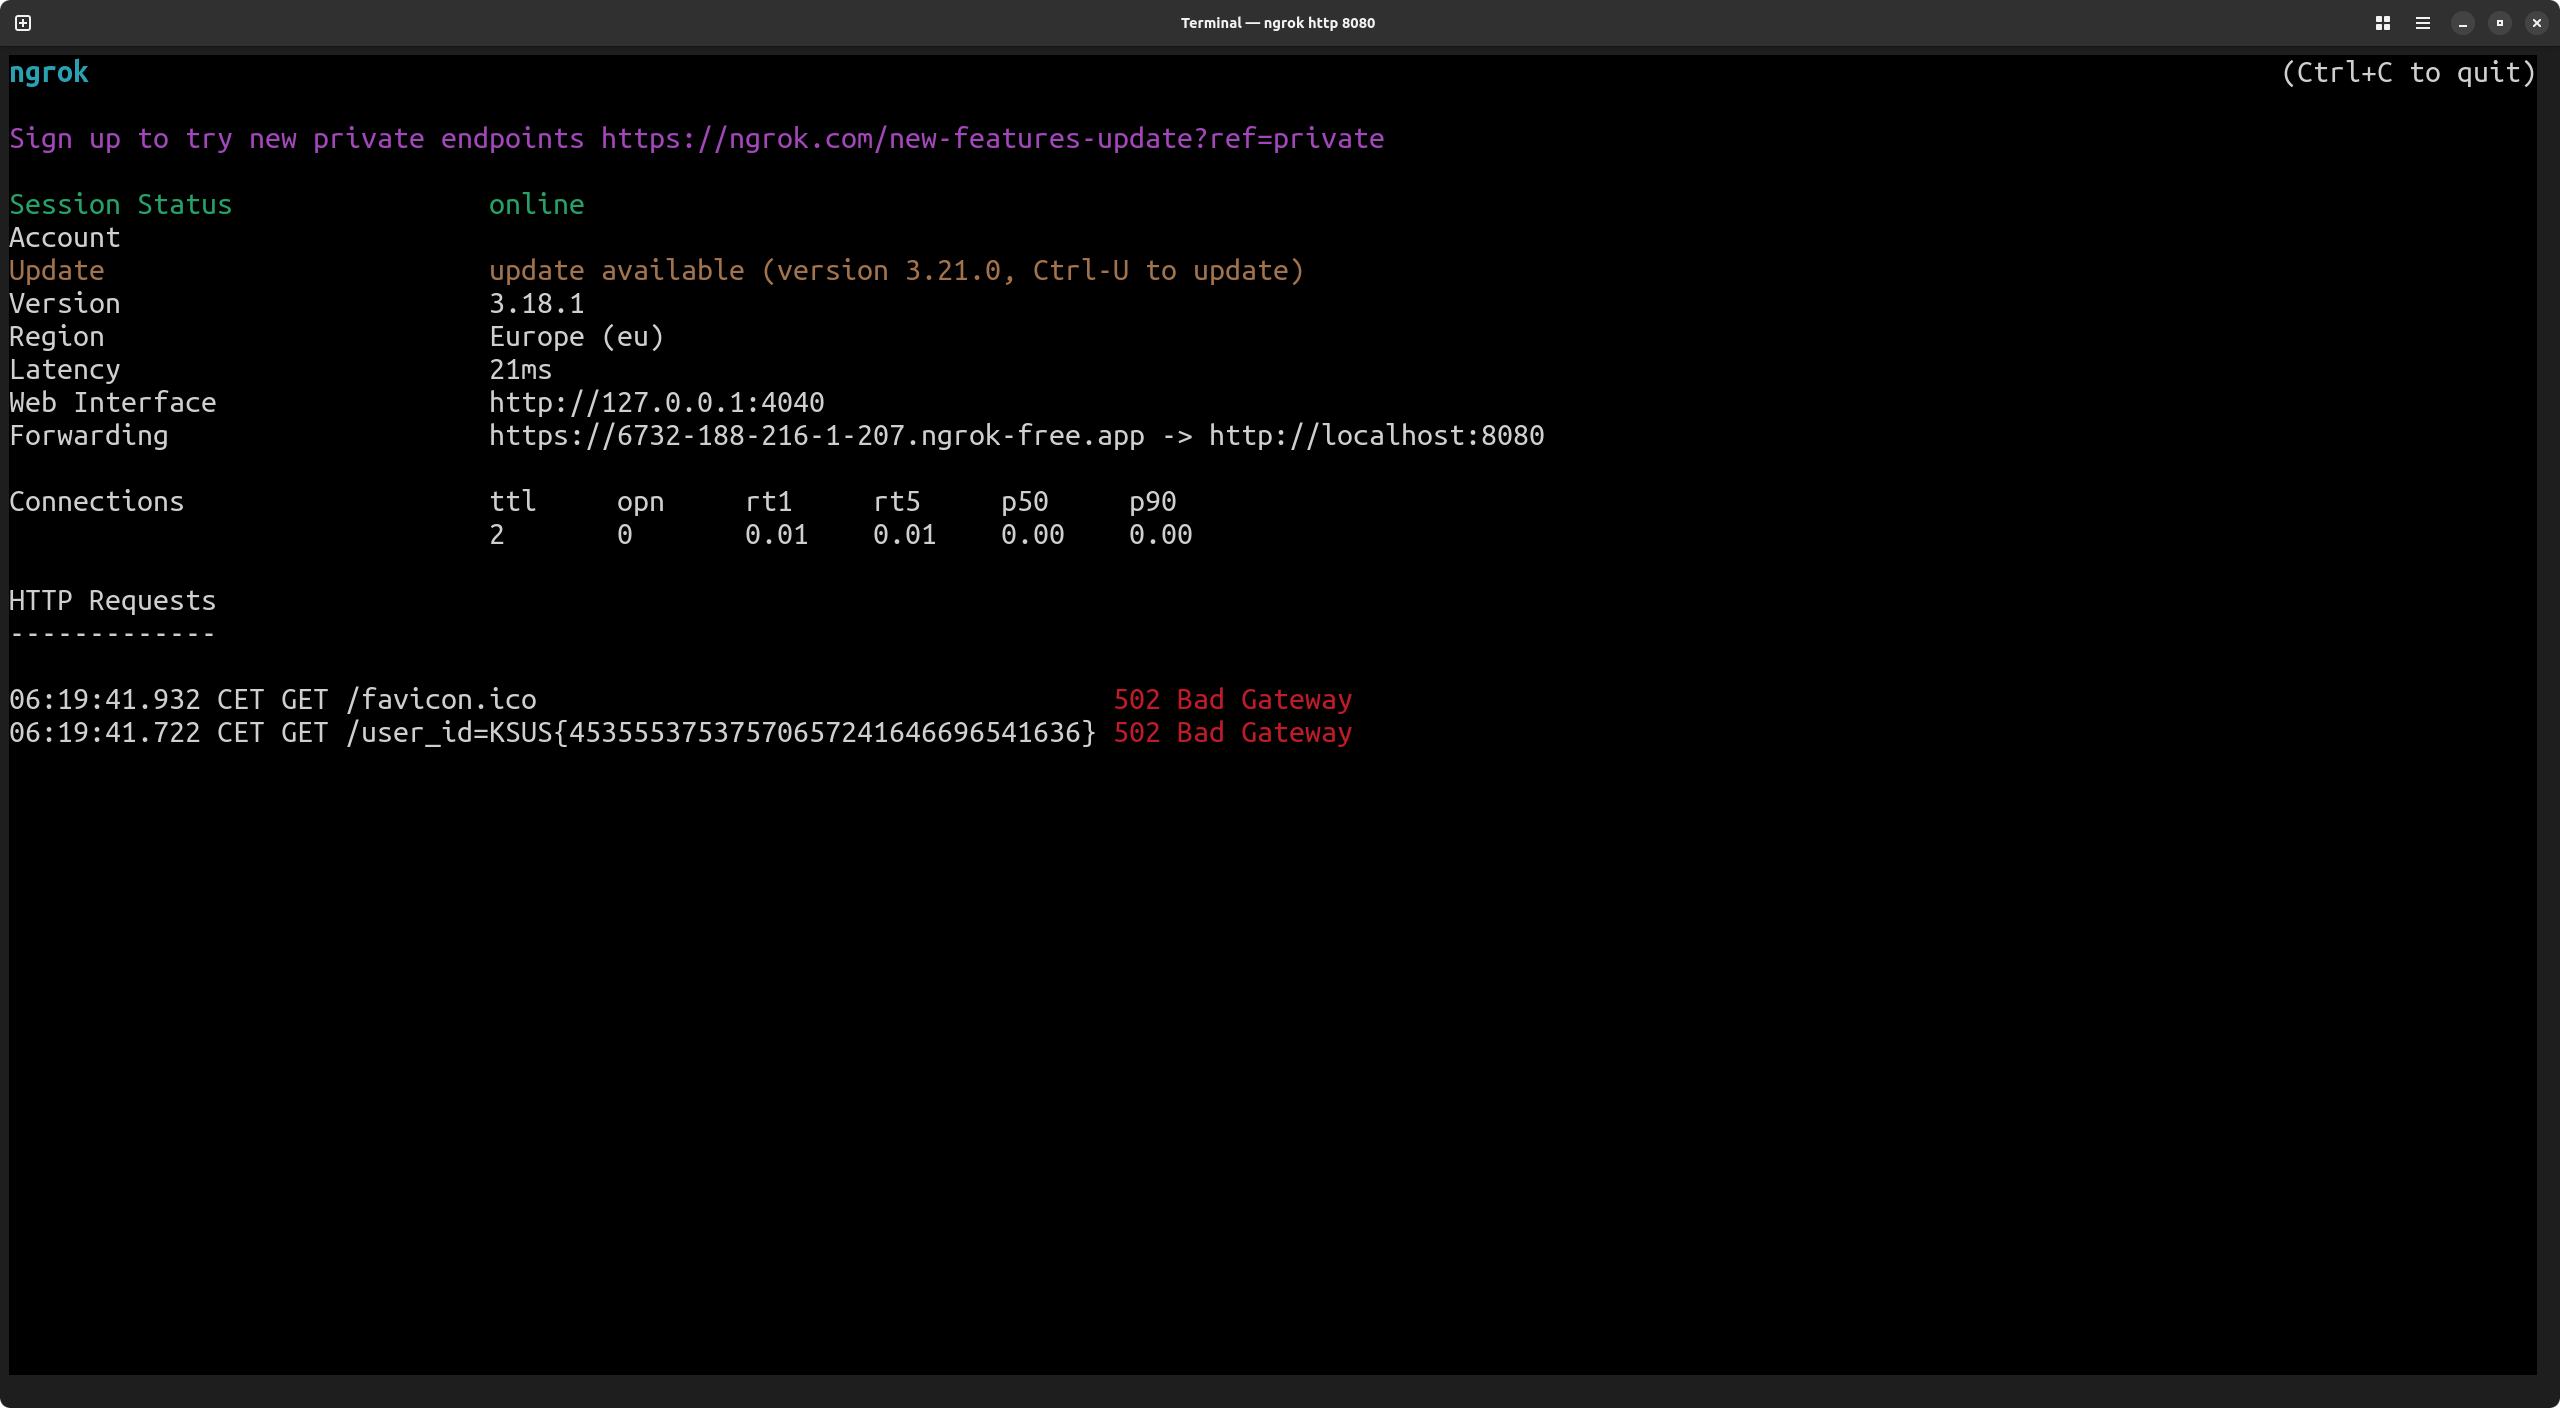 Terminal — ngrok http 8080
ngrok (Ctrl+C to quit)
Sign up to try new private endpoints https://ngrok.com/new-features-update?ref=private
Session Status online
Account
Update update available (version 3.21.0, Ctrl-U to update)
Version 3.18.1
Region Europe (eu)
Latency 21ms
Web Interface http://127.0.0.1:4040
Forwarding https://6732-188-216-1-207.ngrok-free.app -> http://localhost:8080
Connections ttl opn rt1 rt5 p50 p90
2 0 0.01 0.01 0.00 0.00
HTTP Requests
-------------
06:19:41.932 CET GET /favicon.ico 502 Bad Gateway
06:19:41.722 CET GET /user_id=KSUS{45355537537570657241646696541636} 502 Bad Gateway